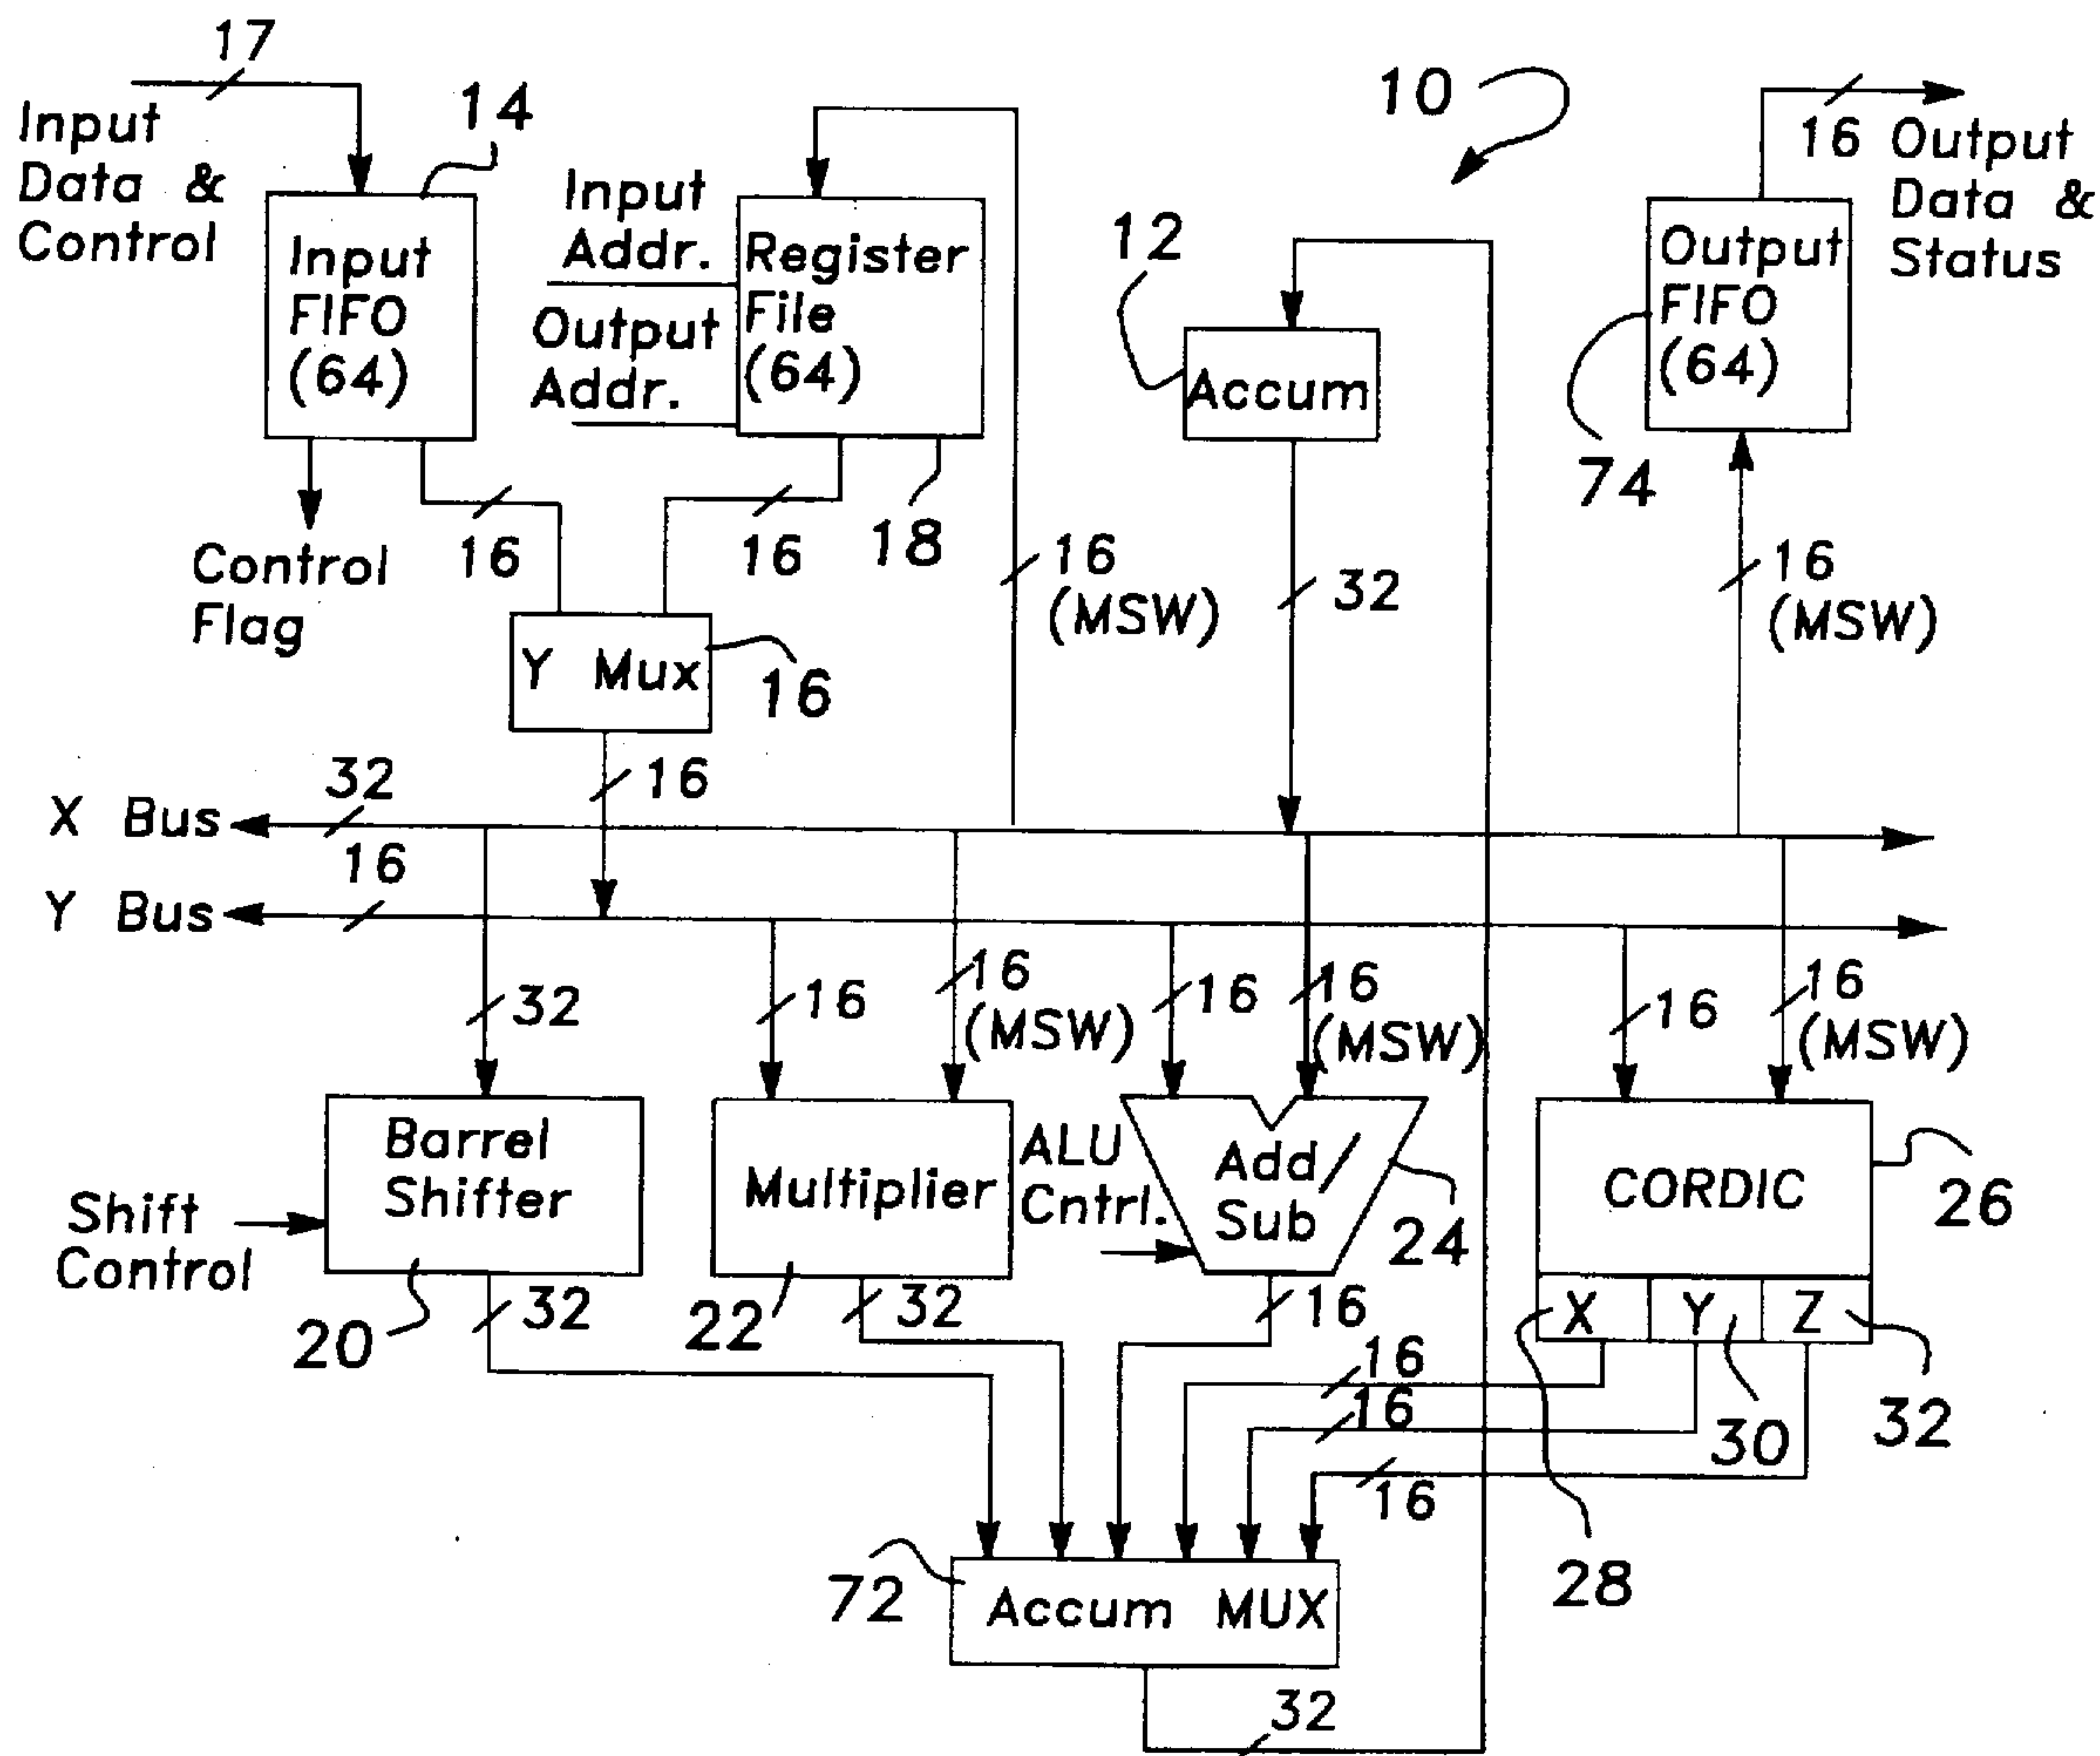 17
Input
Data &
Control
14
Input
FIFO
(64)
Control
Flag
16
Input
Addr.
Output
Addr.
Register
File
(64)
16
18
16
(MSW)
12
Accum
32
10
16 Output
Data &
Status
Output
FIFO
(64)
74
16
(MSW)
Y Mux
16
16
X Bus
32
Y Bus
16
32
16
16
(MSW)
16
16
(MSW)
16
16
(MSW)
Shift
Control
Barrel
Shifter
20
32
Multiplier
22
32
ALU
Cntrl.
Add/
Sub
24
16
CORDIC
26
X
Y
Z
16
16
16
28
30
32
72
Accum MUX
32